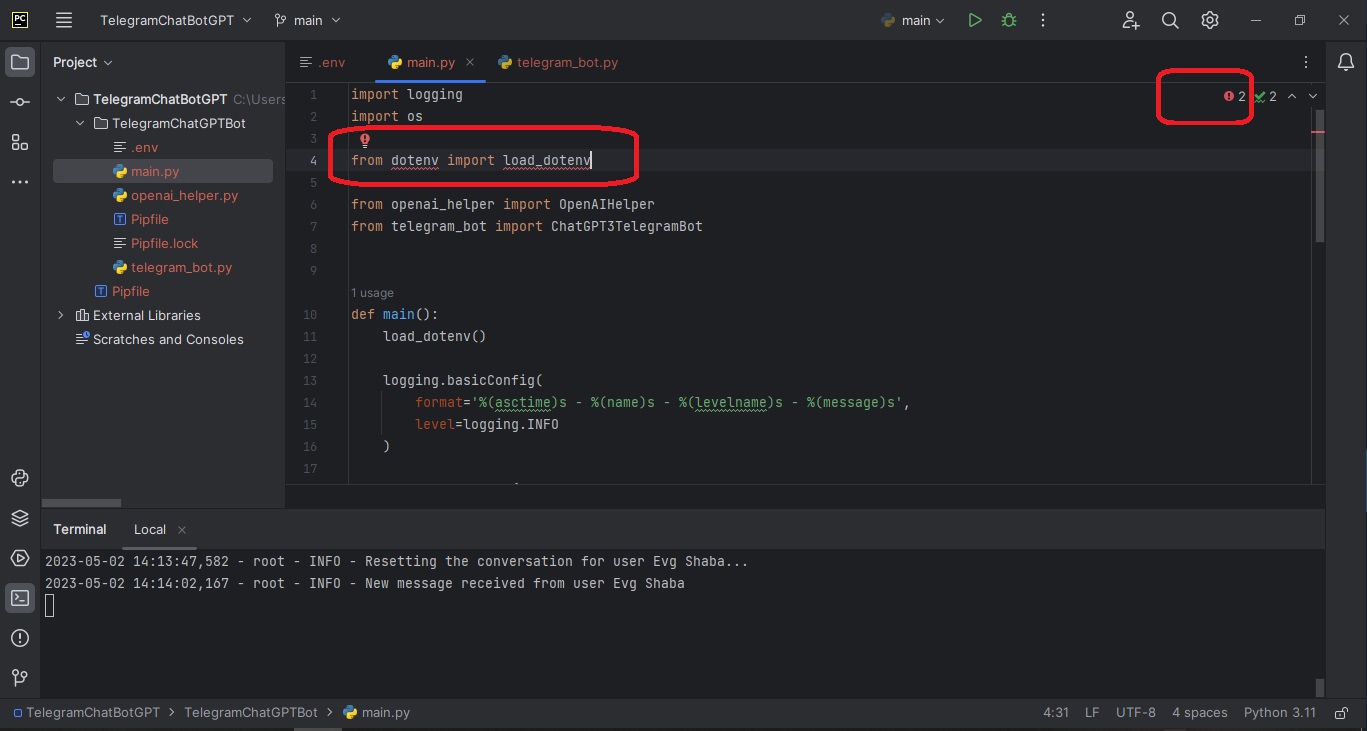 PC TelegramChatBotGPT main main
Project
TelegramChatBotGPT C:\Users
TelegramChatGPTBot
.env
main.py
openai_helper.py
Pipfile
Pipfile.lock
telegram_bot.py
Pipfile
External Libraries
Scratches and Consoles
.env main.py telegram_bot.py
2 2
1 import logging
2 import os
3
4 from dotenv import load_dotenv
5
6 from openai_helper import OpenAIHelper
7 from telegram_bot import ChatGPT3TelegramBot
8
9
1 usage
10 def main():
11 load_dotenv()
12
13 logging.basicConfig(
14 format='%(asctime)s - %(name)s - %(levelname)s - %(message)s',
15 level=logging.INFO
16 )
17
Terminal Local
2023-05-02 14:13:47,582 - root - INFO - Resetting the conversation for user Evg Shaba...
2023-05-02 14:14:02,167 - root - INFO - New message received from user Evg Shaba
TelegramChatBotGPT > TelegramChatGPTBot > main.py 4:31 LF UTF-8 4 spaces Python 3.11